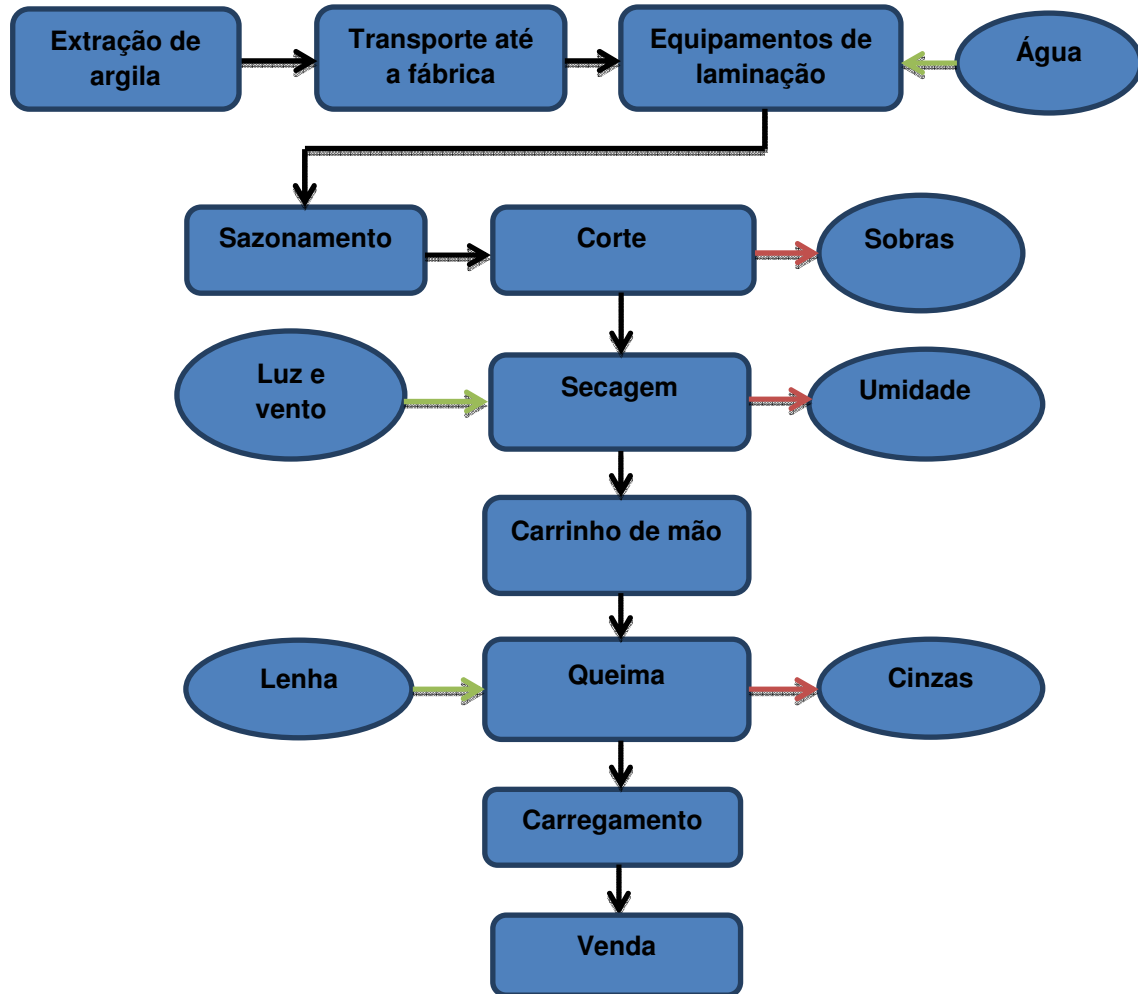 Extração de
argila
Transporte até
a fábrica
Equipamentos de
laminação
Água
Sazonamento
Corte
Sobras
Luz e
vento
Secagem
Umidade
Carrinho de mão
Lenha
Queima
Cinzas
Carregamento
Venda